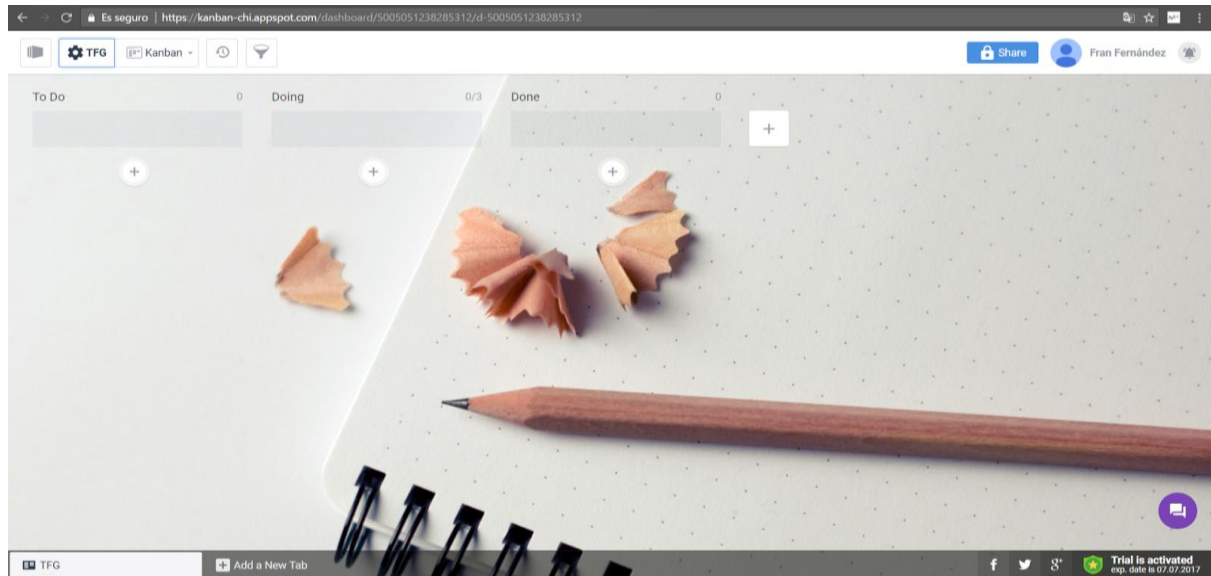 Es seguro | https://kanban-chi.appspot.com/dashboard/5005051238285312/d-5005051238285312
TFG Kanban Share Fran Fernández
To Do 0 Doing 0/3 Done 0
TFG Add a New Tab Trial is activated
exp. date is 07.07.2017